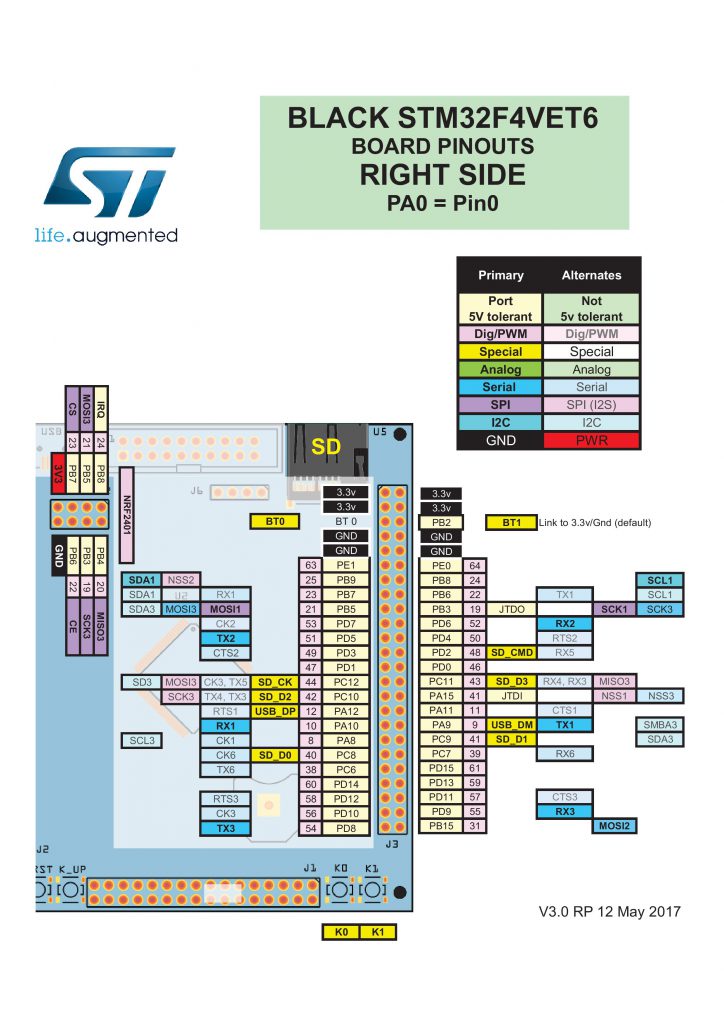 BLACK STM32F4VET6
BOARD PINOUTS
RIGHT SIDE
PA0 = Pin0
life.augmented
Primary Alternates
Port Not
5V tolerant 5v tolerant
Dig/PWM Dig/PWM
Special Special
Analog Analog
Serial Serial
SPI SPI (I2S)
I2C I2C
GND PWR
CS MOSI3 IRQ
23 21 24
3V3 PB7 PB5 PB8
NRF2401
GND PB6 PB3 PB4
22 19 20
CE SCK3 MISO3
USB
SD
U5
J6
U2
3.3v 3.3v
3.3v 3.3v
BT0 BT 0 PB2 BT1 Link to 3.3v/Gnd (default)
GND GND
GND GND
63 PE1 PE0 64
SDA1 NSS2 25 PB9 PB8 24 SCL1
SDA1 RX1 23 PB7 PB6 22 TX1 SCL1
SDA3 MOSI3 MOSI1 21 PB5 PB3 19 JTDO SCK1 SCK3
CK2 53 PD7 PD6 52 RX2
TX2 51 PD5 PD4 50 RTS2
CTS2 49 PD3 PD2 48 SD_CMD RX5
47 PD1 PD0 46
SD3 MOSI3 CK3, TX5 SD_CK 44 PC12 PC11 43 SD_D3 RX4, RX3 MISO3
SCK3 TX4, TX3 SD_D2 42 PC10 PA15 41 JTDI NSS1 NSS3
RTS1 USB_DP 12 PA12 PA11 11 CTS1
RX1 10 PA10 PA9 9 USB_DM TX1 SMBA3
SCL3 CK1 8 PA8 PC9 41 SD_D1 SDA3
CK6 SD_D0 40 PC8 PC7 39 RX6
TX6 38 PC6 PD15 61
60 PD14 PD13 59
RTS3 58 PD12 PD11 57 CTS3
CK3 56 PD10 PD9 55 RX3
TX3 54 PD8 PB15 31 MOSI2
J2 J3
RST K_UP J1 K0 K1
K0 K1
V3.0 RP 12 May 2017